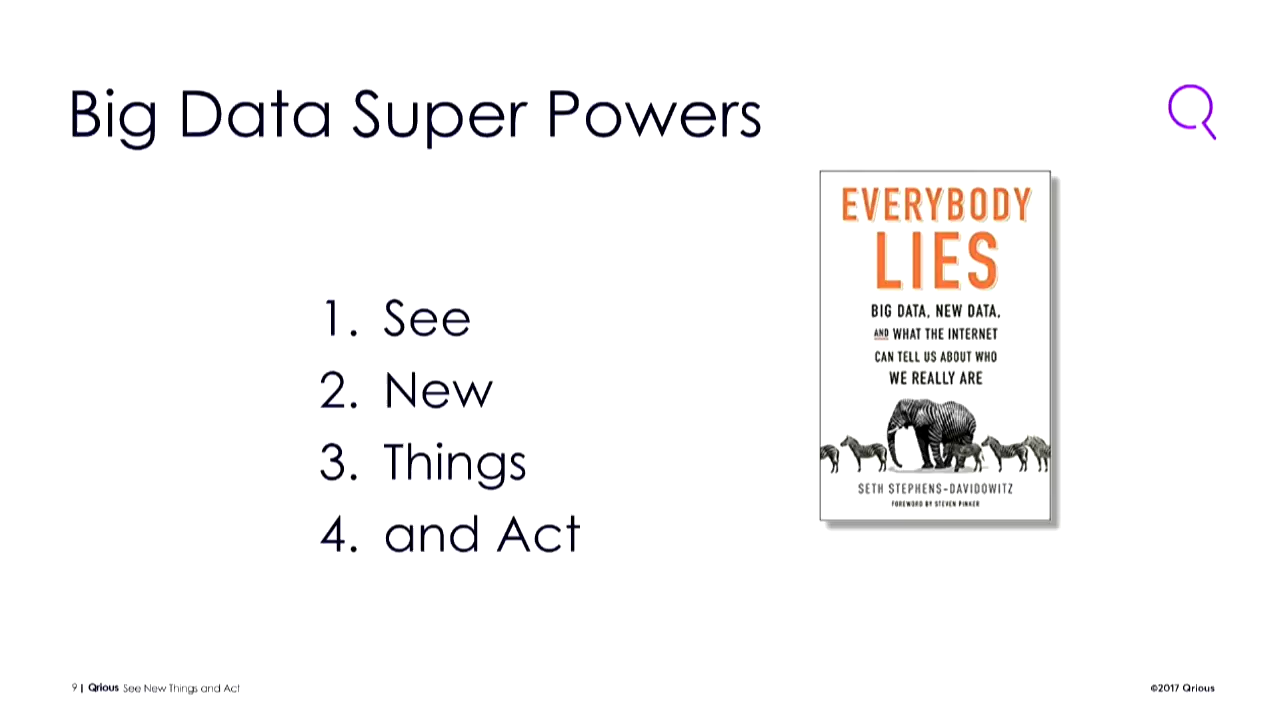 Big Data Super Powers
1. See
2. New
3. Things
4. and Act
EVERYBODY
LIES
BIG DATA, NEW DATA,
AND WHAT THE INTERNET
CAN TELL US ABOUT WHO
WE REALLY ARE
SETH STEPHENS-DAVIDOWITZ
FOREWORD BY STEVEN PINKER
9 | Qrious See New Things and Act
©2017 Qrious